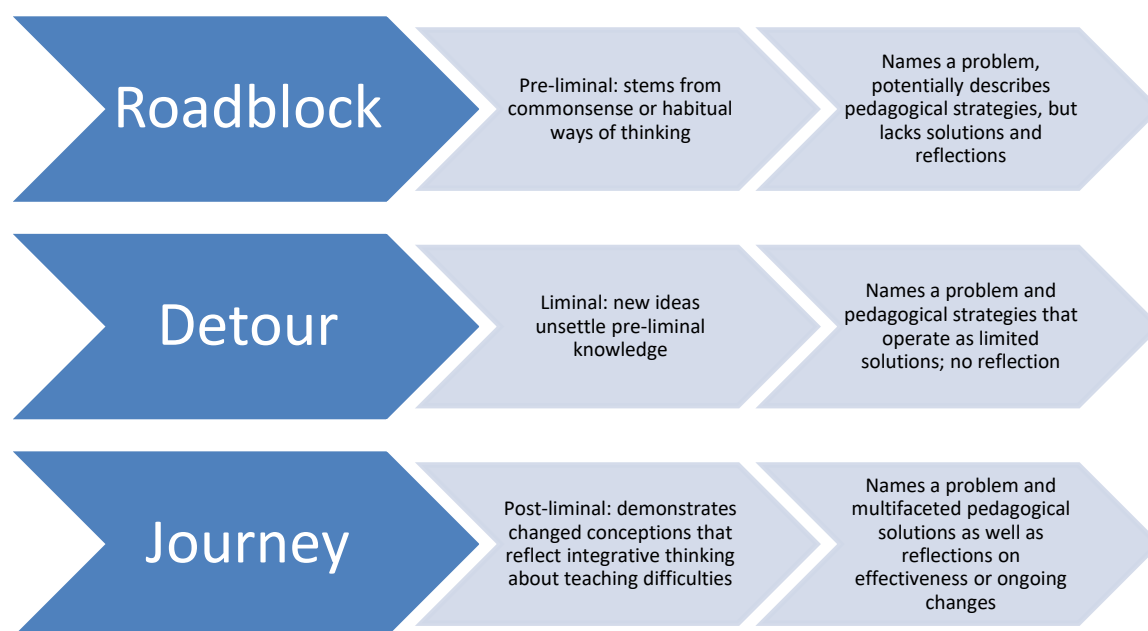 Roadblock
Pre-liminal: stems from
commonsense or habitual
ways of thinking
Names a problem,
potentially describes
pedagogical strategies, but
lacks solutions and
reflections
Detour
Liminal: new ideas
unsettle pre-liminal
knowledge
Names a problem and
pedagogical strategies that
operate as limited
solutions; no reflection
Journey
Post-liminal: demonstrates
changed conceptions that
reflect integrative thinking
about teaching difficulties
Names a problem and
multifaceted pedagogical
solutions as well as
reflections on
effectiveness or ongoing
changes